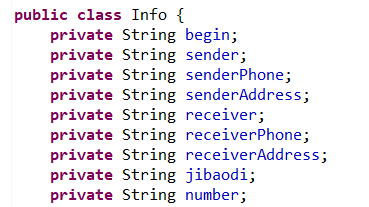 public class Info {
    private String begin;
    private String sender;
    private String senderPhone;
    private String senderAddress;
    private String receiver;
    private String receiverPhone;
    private String receiverAddress;
    private String jibaodi;
    private String number;